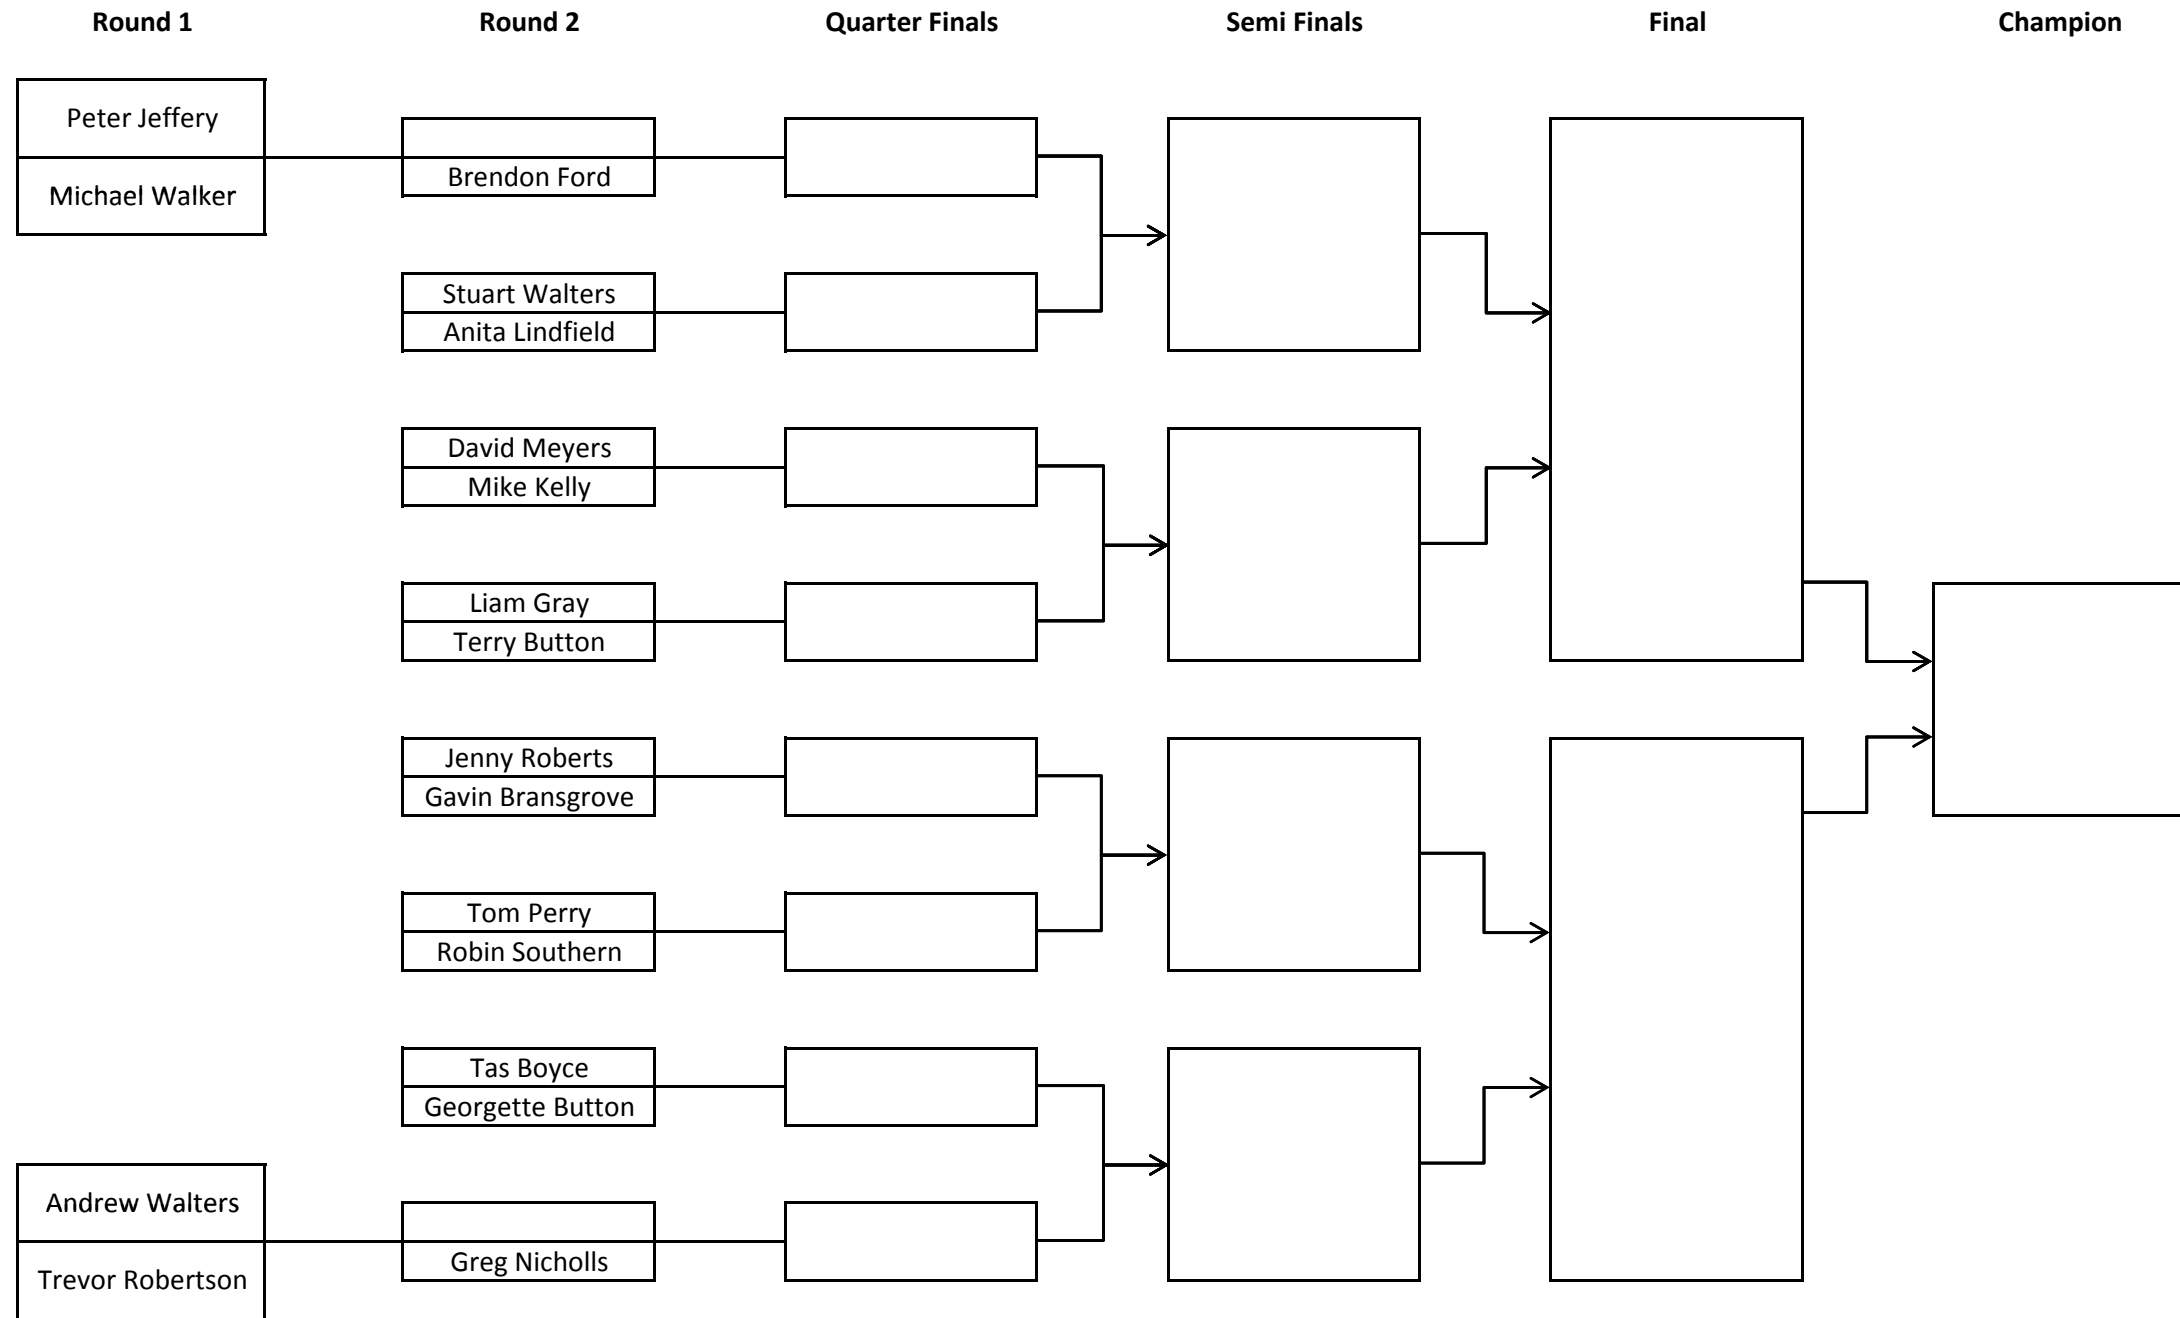 Round 1 Round 2 Quarter Finals Semi Finals Final Champion
Peter Jeffery
Michael Walker
Brendon Ford
Stuart Walters
Anita Lindfield
David Meyers
Mike Kelly
Liam Gray
Terry Button
Jenny Roberts
Gavin Bransgrove
Tom Perry
Robin Southern
Tas Boyce
Georgette Button
Andrew Walters
Trevor Robertson
Greg Nicholls